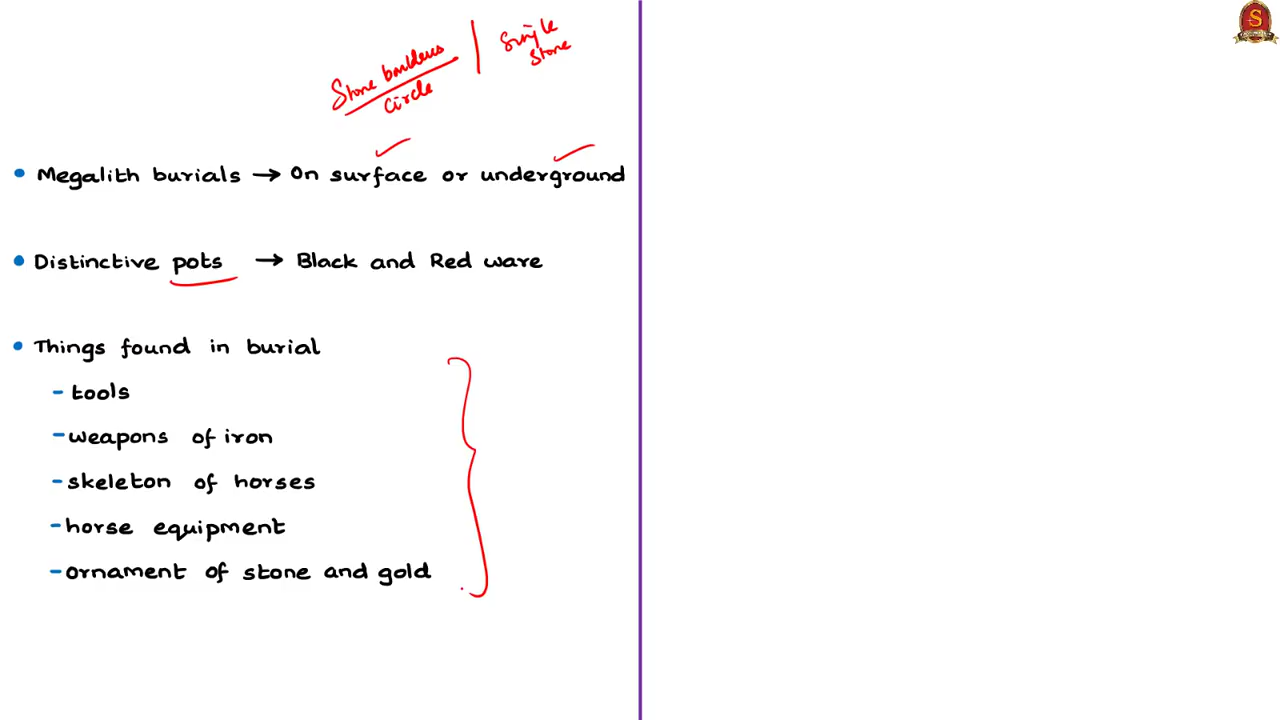 Stone boulders
Circle
Single
Stone
• Megalith burials → On surface or underground
• Distinctive pots → Black and Red ware
• Things found in burial
- tools
- weapons of iron
- skeleton of horses
- horse equipment
- ornament of stone and gold
S